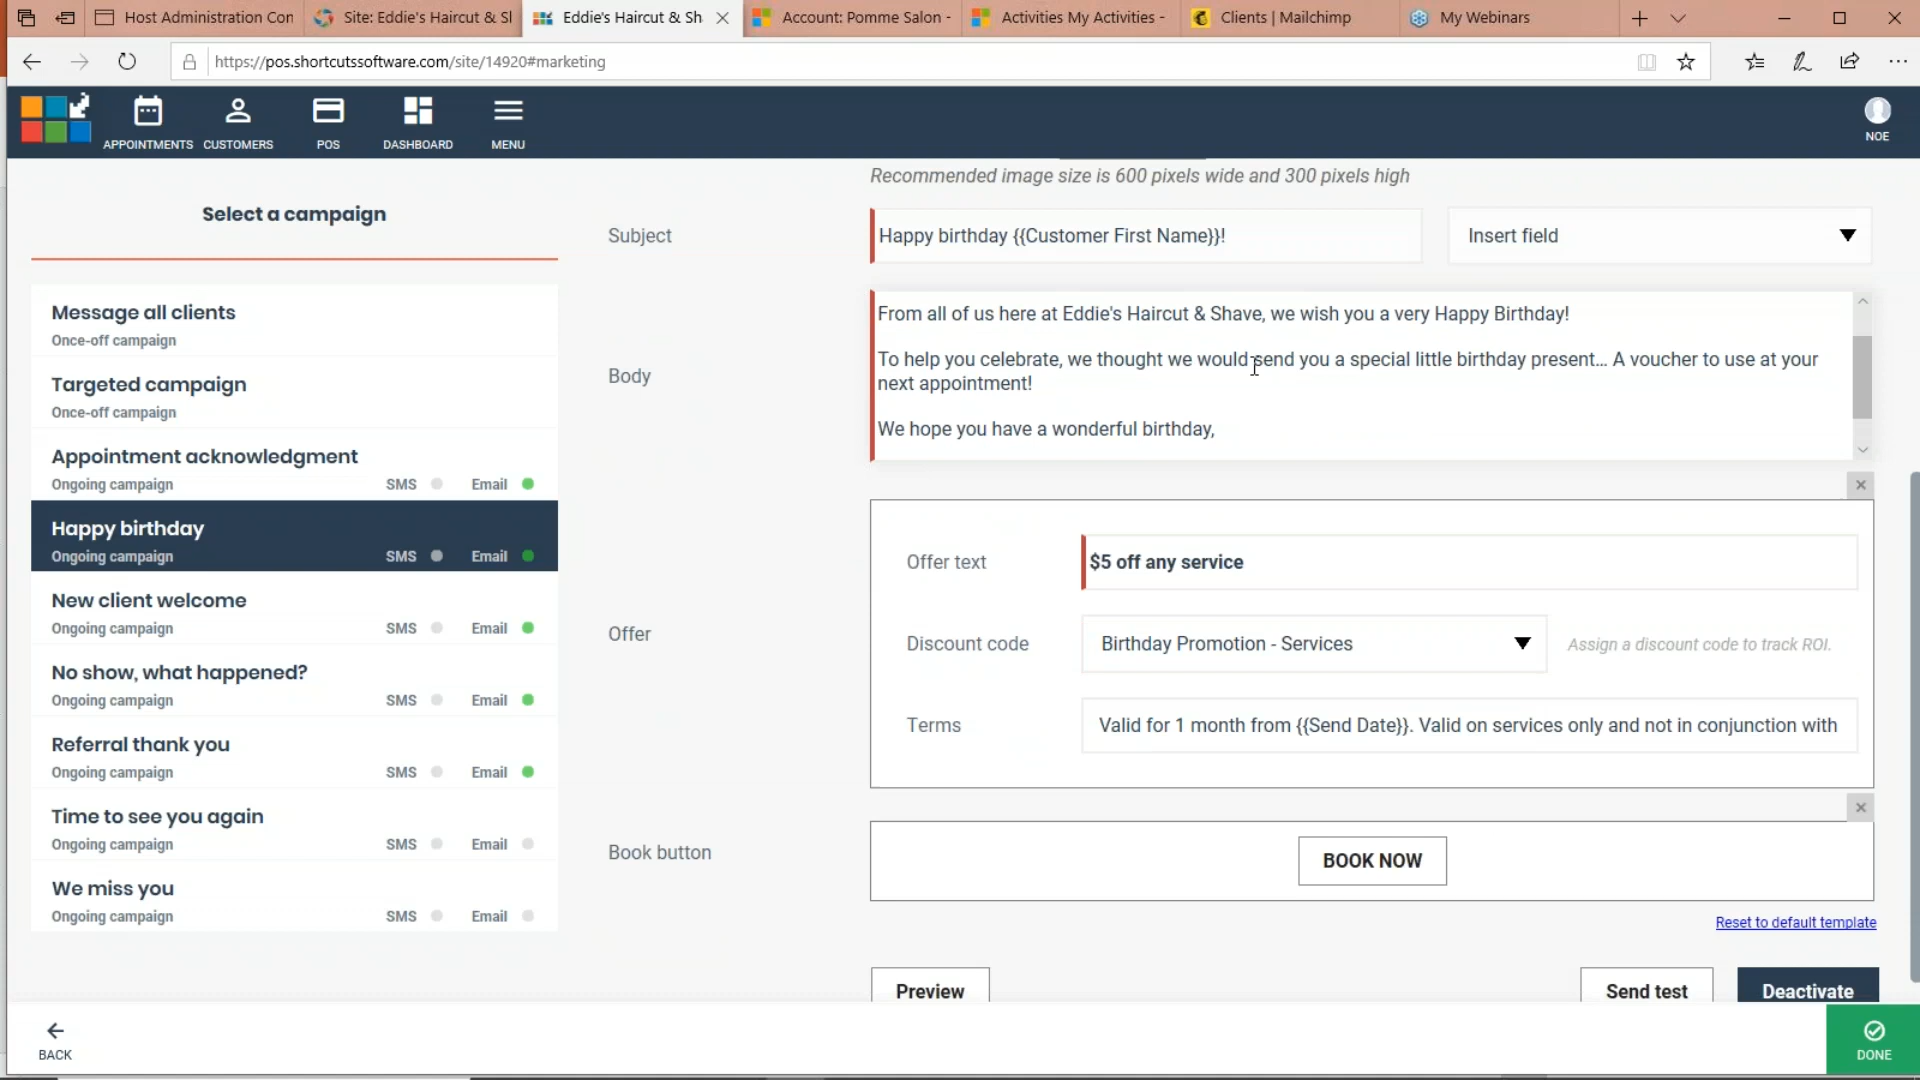 Host Administration Con
Site: Eddie's Haircut & Sl
Eddie's Haircut & Sh
Account: Pomme Salon -
Activities My Activities -
Clients | Mailchimp
My Webinars
https://pos.shortcutssoftware.com/site/14920#marketing
APPOINTMENTS
CUSTOMERS
POS
DASHBOARD
MENU
NOE
Select a campaign
Message all clients
Once-off campaign
Targeted campaign
Once-off campaign
Appointment acknowledgment
Ongoing campaign SMS Email
Happy birthday
Ongoing campaign SMS Email
New client welcome
Ongoing campaign SMS Email
No show, what happened?
Ongoing campaign SMS Email
Referral thank you
Ongoing campaign SMS Email
Time to see you again
Ongoing campaign SMS Email
We miss you
Ongoing campaign SMS Email
Recommended image size is 600 pixels wide and 300 pixels high
Subject
Happy birthday {{Customer First Name}}!
Insert field
Body
From all of us here at Eddie's Haircut & Shave, we wish you a very Happy Birthday!
To help you celebrate, we thought we would send you a special little birthday present... A voucher to use at your
next appointment!
We hope you have a wonderful birthday,
Offer
Offer text
$5 off any service
Discount code
Birthday Promotion - Services
Assign a discount code to track ROI.
Terms
Valid for 1 month from {{Send Date}}. Valid on services only and not in conjunction with
Book button
BOOK NOW
Reset to default template
Preview
Send test
Deactivate
BACK
DONE